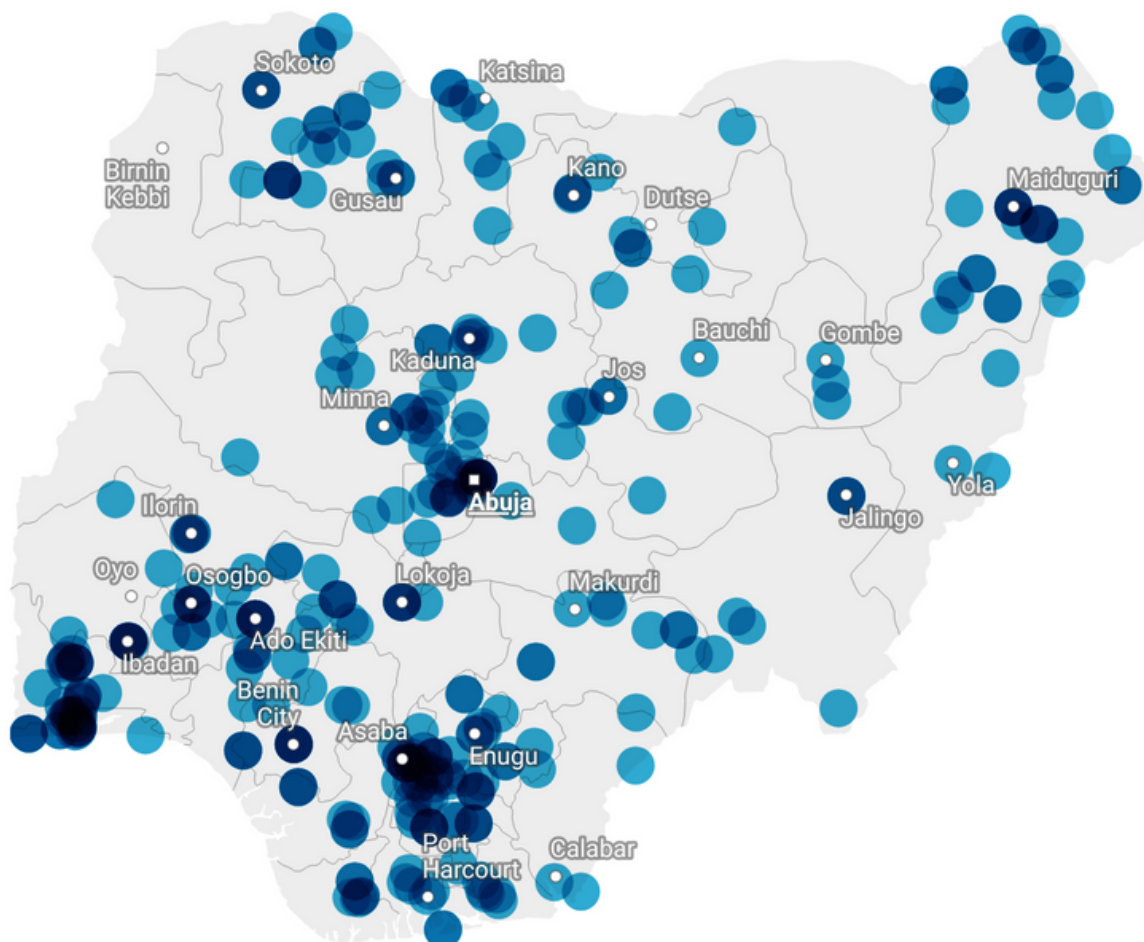 Sokoto
Katsina
Birnin
Kebbi
Gusau
Kano
Dutse
Maiduguri
Kaduna
Bauchi
Gombe
Jos
Minna
Abuja
Yola
Jalingo
Ilorin
Oyo
Osogbo
Lokoja
Makurdi
Ado Ekiti
Ibadan
Benin
City
Asaba
Enugu
Port
Harcourt
Calabar